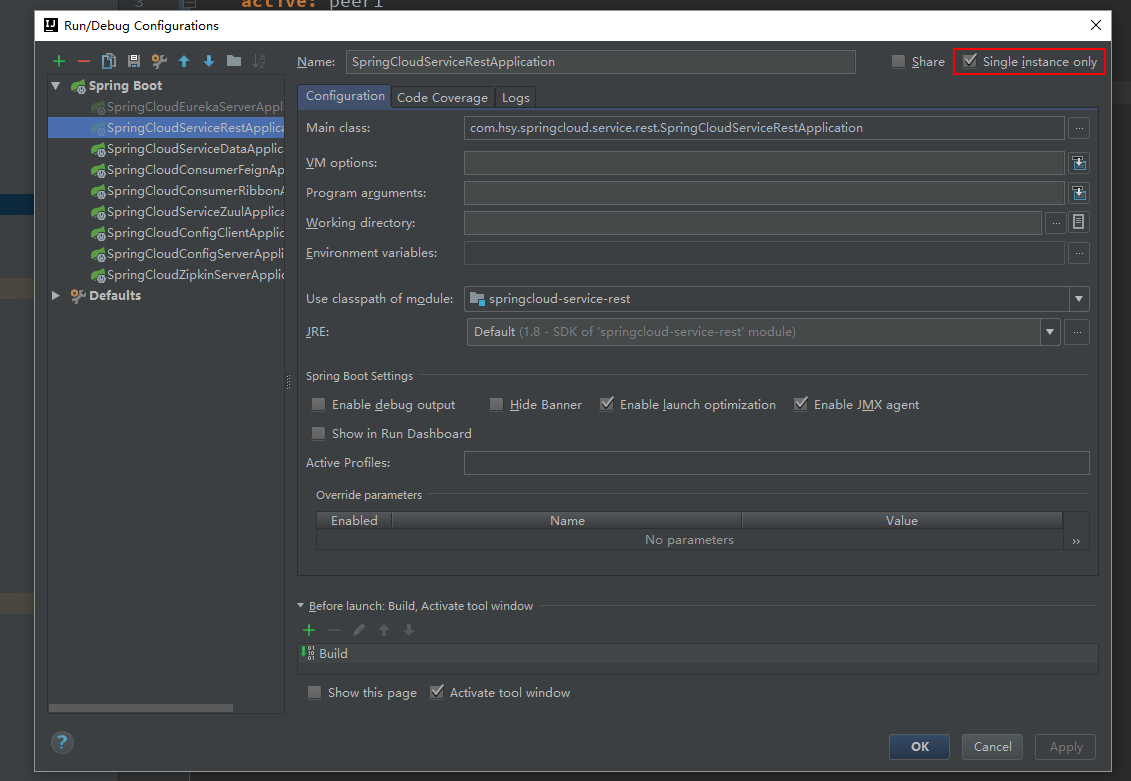 3
active: peer1
Run/Debug Configurations
Name: SpringCloudServiceRestApplication
Share
Single instance only
Spring Boot
SpringCloudEurekaServerAppl
SpringCloudServiceRestApplica
SpringCloudServiceDataApplic
SpringCloudConsumerFeignAp
SpringCloudConsumerRibbonA
SpringCloudServiceZuulApplica
SpringCloudConfigClientApplic
SpringCloudConfigServerAppli
SpringCloudZipkinServerApplic
Defaults
Configuration Code Coverage Logs
Main class: com.hsy.springcloud.service.rest.SpringCloudServiceRestApplication
VM options:
Program arguments:
Working directory:
Environment variables:
Use classpath of module: springcloud-service-rest
JRE: Default (1.8 - SDK of 'springcloud-service-rest' module)
Spring Boot Settings
Enable debug output Hide Banner Enable launch optimization Enable JMX agent
Show in Run Dashboard
Active Profiles:
Override parameters
Enabled Name Value
No parameters
Before launch: Build, Activate tool window
Build
Show this page Activate tool window
? OK Cancel Apply